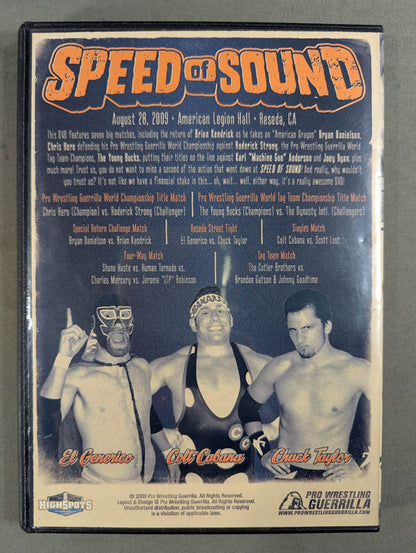 SPEED of SOUND
August 28, 2009 • American Legion Hall • Reseda, CA
This DVD features seven big matches, including the return of Brian Kendrick as he takes on "American Dragon" Bryan Danielson,
Chris Hero defending his Pro Wrestling Guerrilla World Championship against Roderick Strong, the Pro Wrestling Guerrilla World
Tag Team Champions, The Young Bucks, putting their titles on the line against Karl "Machine Gun" Anderson and Joey Ryan, plus
much more! Trust us, you do not want to miss a second of the action that went down at SPEED OF SOUND! And really, why wouldn't
you trust us? It's not like we have a financial stake in this... oh, wait... well, either way, it's a really awesome DVD!
Pro Wrestling Guerrilla World Championship Title Match
Chris Hero (Champion) vs. Roderick Strong (Challenger)
Pro Wrestling Guerrilla World Tag Team Championship Title Match
The Young Bucks (Champions) vs. The Dynasty Intl. (Challengers)
Special Return Challenge Match
Bryan Danielson vs. Brian Kendrick
Reseda Street Fight
El Generico vs. Chuck Taylor
Singles Match
Colt Cabana vs. Scott Lost
Four-Way Match
Shane Haste vs. Human Tornado vs.
Charles Mercury vs. Jerome "LTP" Robinson
Tag Team Match
The Cutler Brothers vs.
Brandon Gatson & Johnny Goodtime
El Generico
Colt Cabana
Chuck Taylor
HIGHSPOTS
© 2009 Pro Wrestling Guerrilla. All Rights Reserved.
Layout & Design © Pro Wrestling Guerrilla. All Rights Reserved.
Unauthorized distribution, public broadcasting or copying
is a violation of applicable laws.
PRO WRESTLING
GUERRILLA
WWW.PROWRESTLINGGUERRILLA.COM